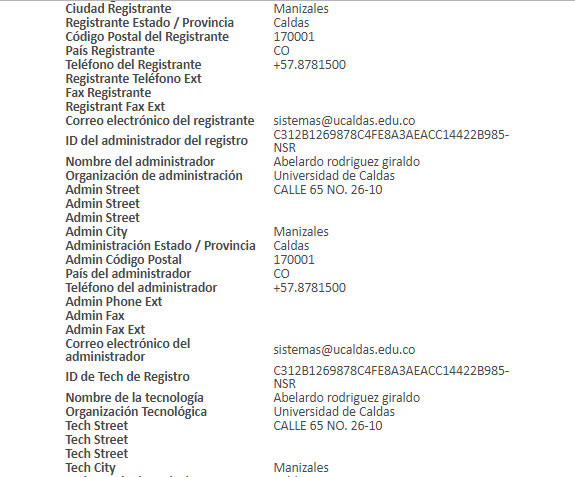 Ciudad Registrante Manizales
Registrante Estado / Provincia Caldas
Código Postal del Registrante 170001
País Registrante CO
Teléfono del Registrante +57.8781500
Registrante Teléfono Ext
Fax Registrante
Registrant Fax Ext
Correo electrónico del registrante sistemas@ucaldas.edu.co
ID del administrador del registro C312B1269878C4FE8A3AEACC14422B985-
NSR
Nombre del administrador Abelardo rodriguez giraldo
Organización de administración Universidad de Caldas
Admin Street CALLE 65 NO. 26-10
Admin Street
Admin Street
Admin City Manizales
Administración Estado / Provincia Caldas
Admin Código Postal 170001
País del administrador CO
Teléfono del administrador +57.8781500
Admin Phone Ext
Admin Fax
Admin Fax Ext
Correo electrónico del
administrador sistemas@ucaldas.edu.co
ID de Tech de Registro C312B1269878C4FE8A3AEACC14422B985-
NSR
Nombre de la tecnología Abelardo rodriguez giraldo
Organización Tecnológica Universidad de Caldas
Tech Street CALLE 65 NO. 26-10
Tech Street
Tech Street
Tech City Manizales